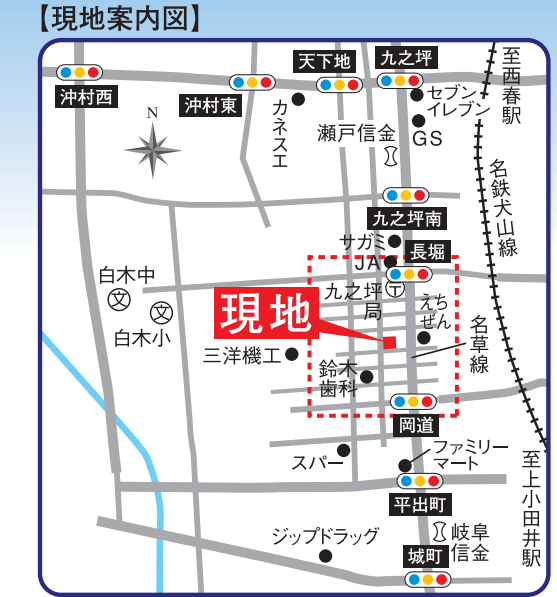 【現地案内図】
天下地
九之坪
至西春駅
沖村西
沖村東
カネスエ
セブン
イレブン
GS
N
瀬戸信金
名鉄犬山線
九之坪南
サガミ
JA
長堀
白木中
文
九之坪
局
〒
えち
ぜん
現地
文
白木小
名草線
三洋機工
鈴木
歯科
岡道
スパー
ファミリー
マート
至上小田井駅
平出町
ジップドラッグ
岐阜
信金
城町